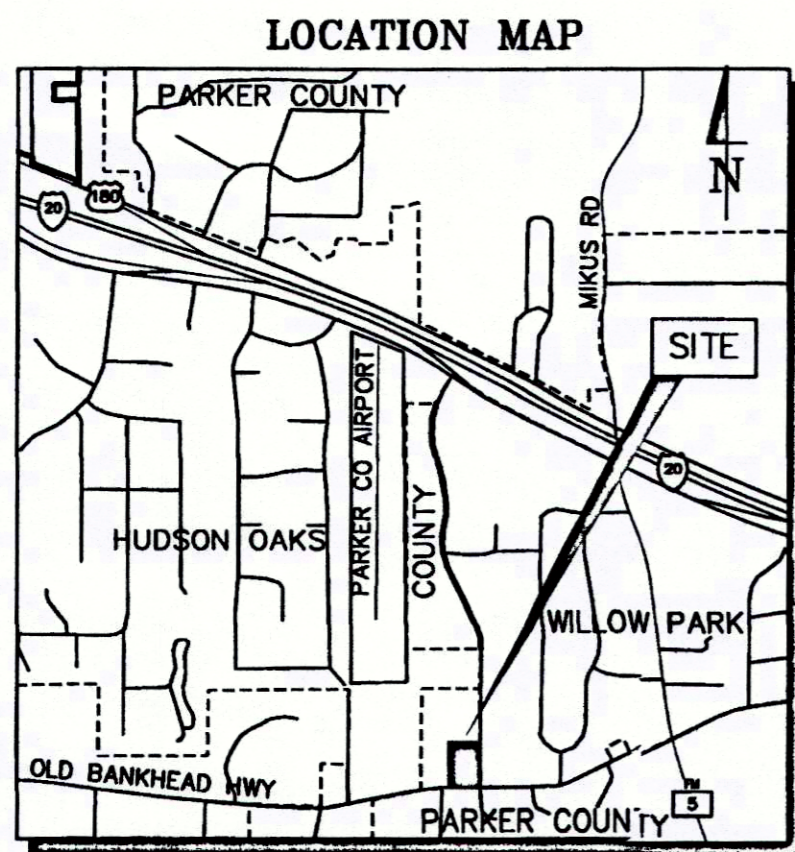 LOCATION MAP
PARKER COUNTY
N
180
20
MIKUS RD
SITE
PARKER CO AIRPORT
COUNTY
20
HUDSON OAKS
WILLOW PARK
OLD BANKHEAD HWY
FM
5
PARKER COUNTY